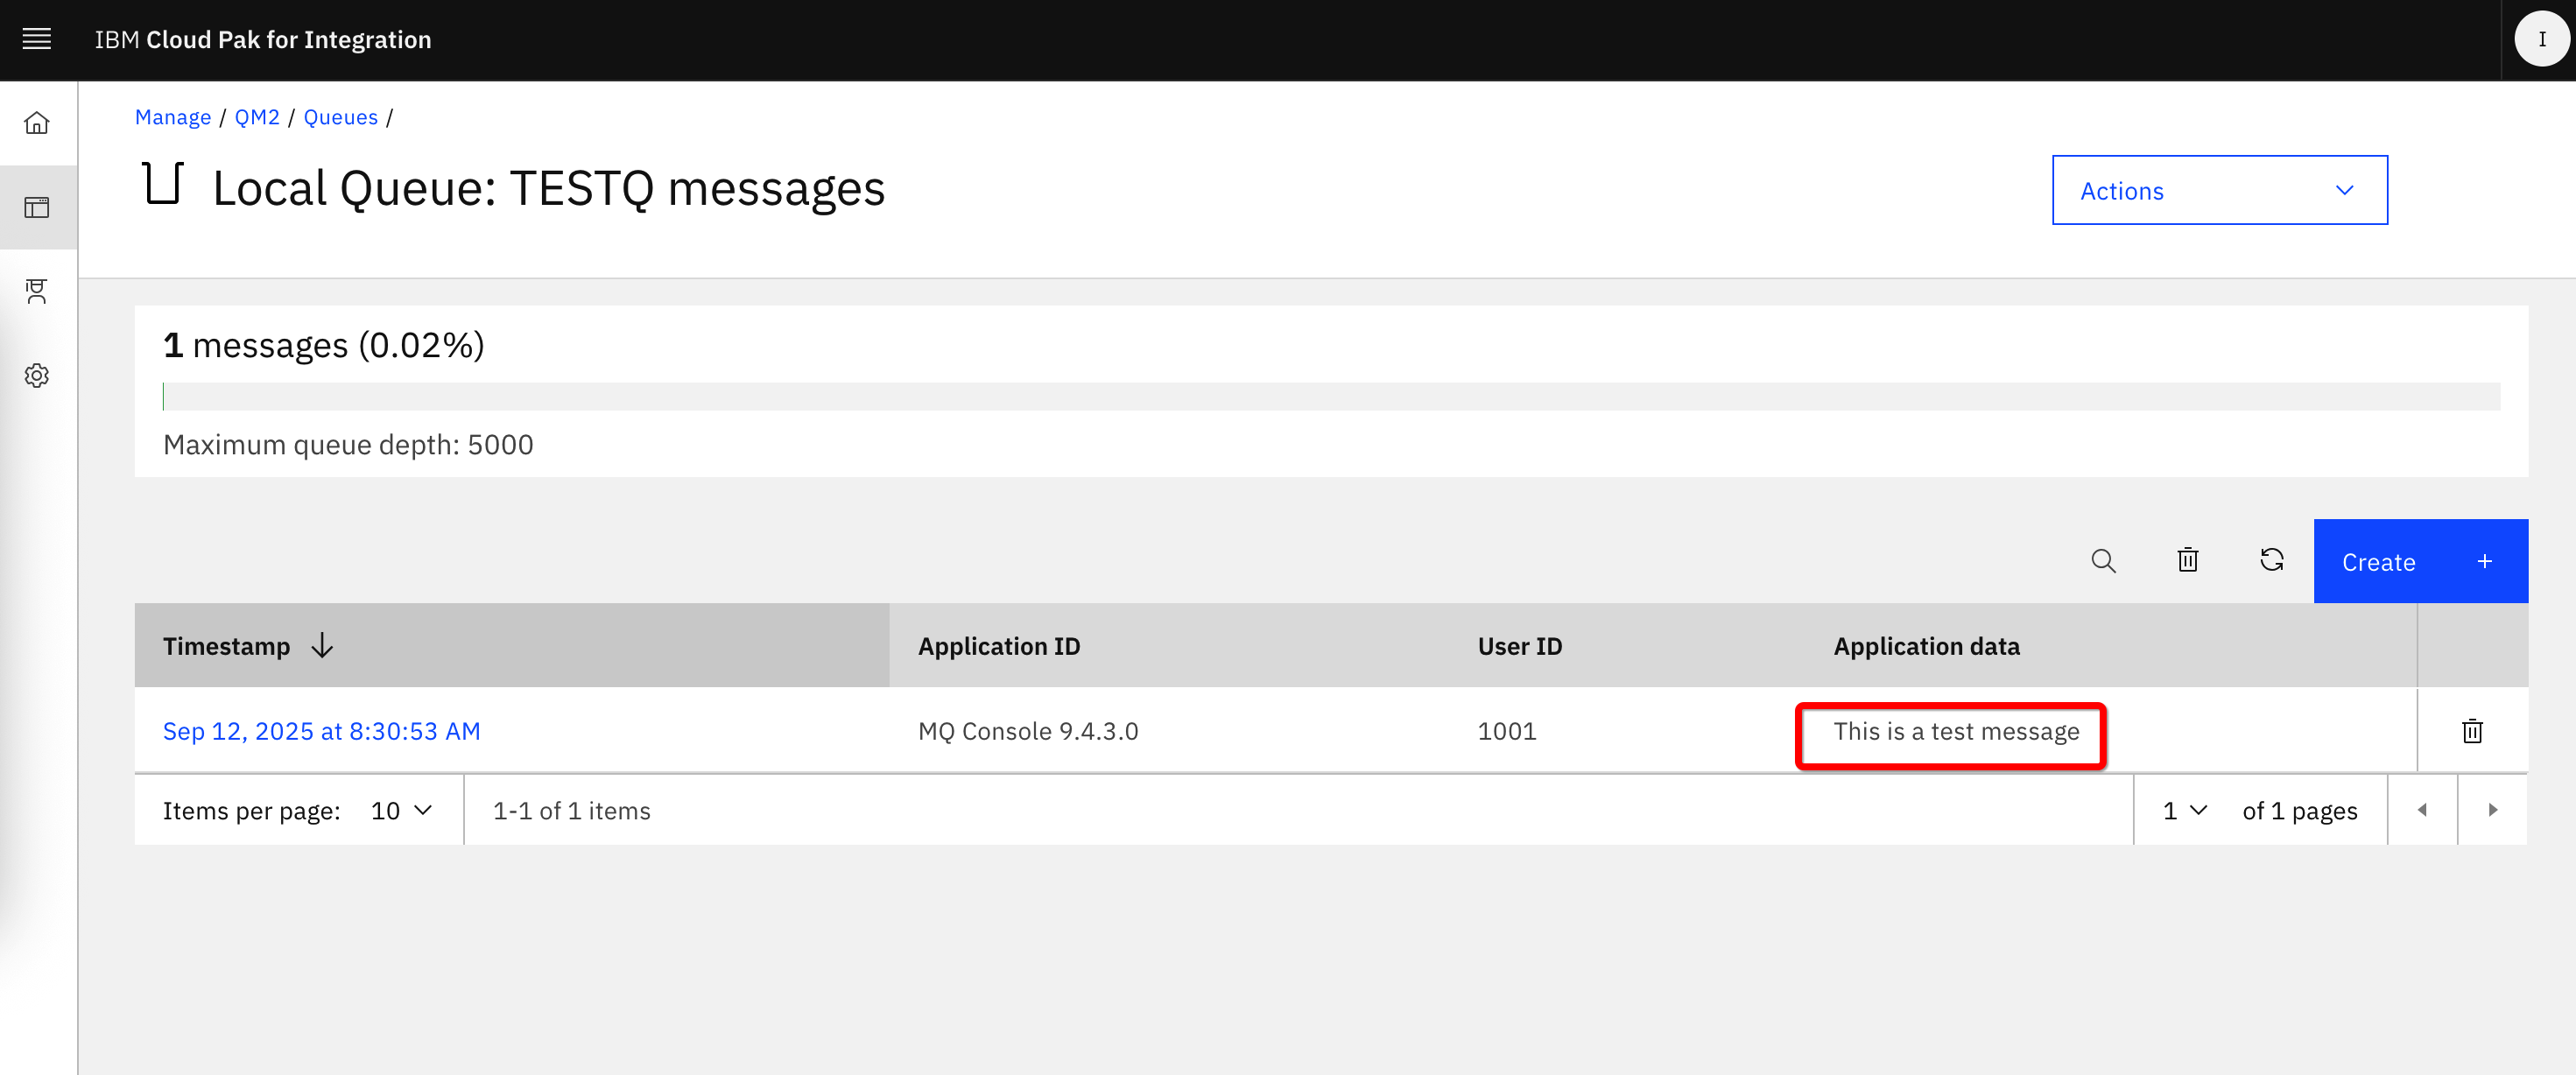 IBM Cloud Pak for Integration
I
Manage / QM2 / Queues /
Local Queue: TESTQ messages
Actions
1 messages (0.02%)
Maximum queue depth: 5000
Create +
Timestamp ↓ Application ID User ID Application data
Sep 12, 2025 at 8:30:53 AM MQ Console 9.4.3.0 1001 This is a test message
Items per page: 10 1-1 of 1 items 1 of 1 pages